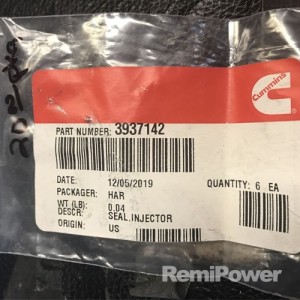 Cummins
PART NUMBER: 3937142
DATE: 12/05/2019
PACKAGER: HAR
QUANTITY: 6 EA
WT (LB): 0.04
DESCR: SEAL,INJECTOR
ORIGIN: US
RemiPower